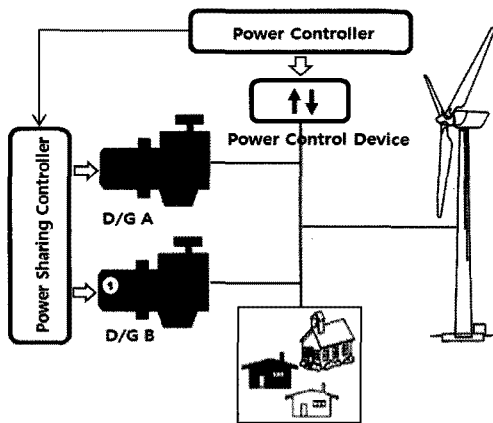 Power Controller
Power Control Device
Power Sharing Controller
D/G A
D/G B